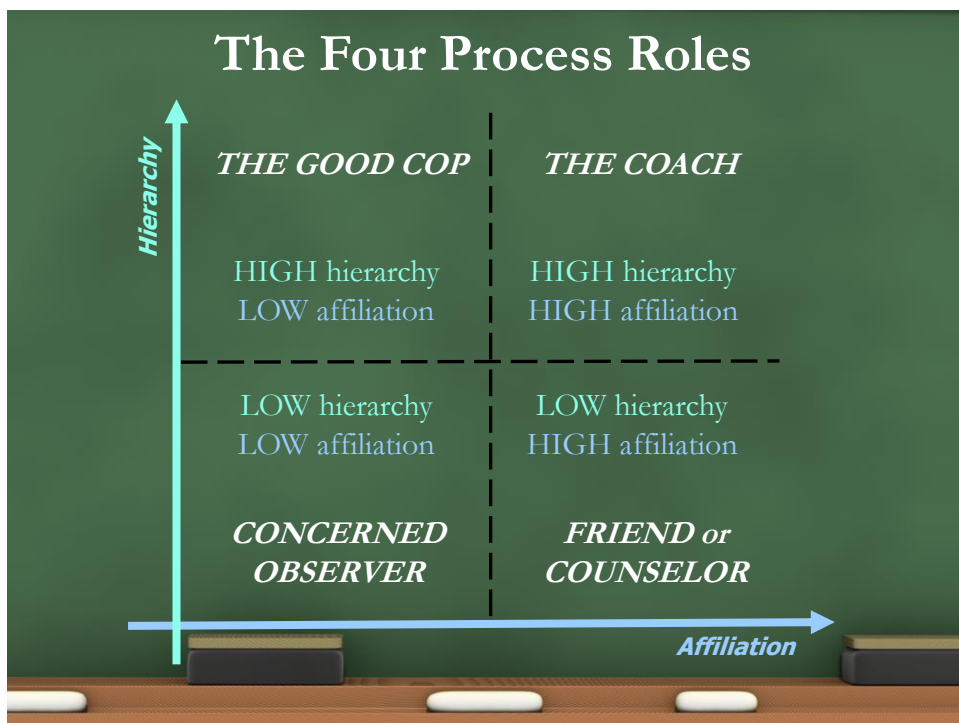 The Four Process Roles
Hierarchy
THE GOOD COP
HIGH hierarchy
LOW affiliation
THE COACH
HIGH hierarchy
HIGH affiliation
LOW hierarchy
LOW affiliation
CONCERNED
OBSERVER
LOW hierarchy
HIGH affiliation
FRIEND or
COUNSELOR
Affiliation